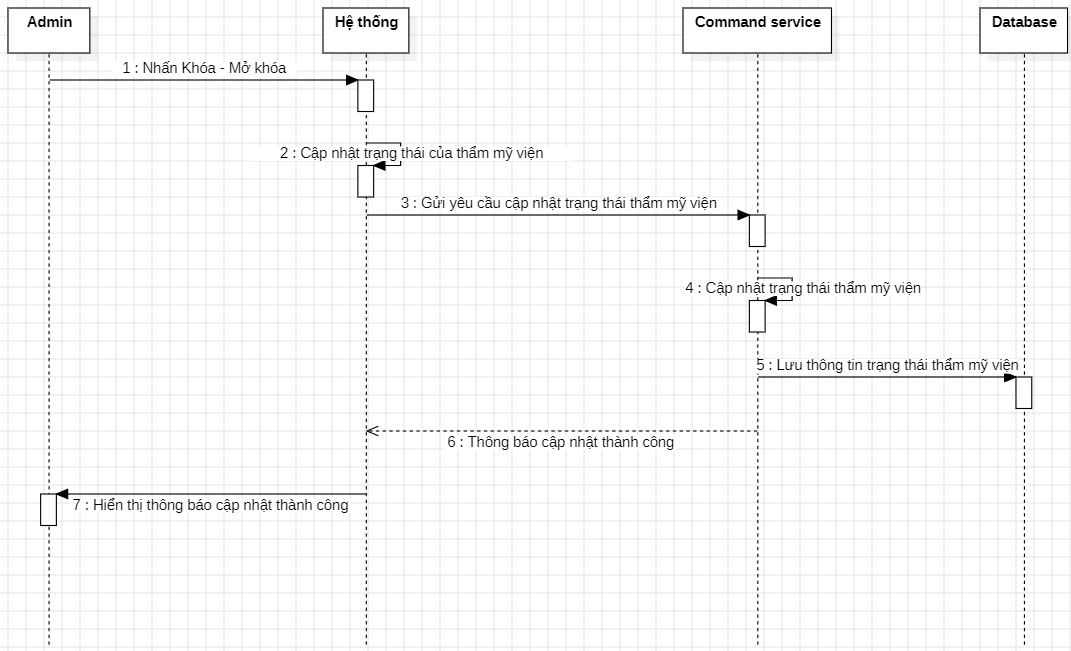 Admin
Hệ thống
Command service
Database
1 : Nhấn Khóa - Mở khóa
2 : Cập nhật trạng thái của thẩm mỹ viện
3 : Gửi yêu cầu cập nhật trạng thái thẩm mỹ viện
4 : Cập nhật trạng thái thẩm mỹ viện
5 : Lưu thông tin trạng thái thẩm mỹ viện
6 : Thông báo cập nhật thành công
7 : Hiển thị thông báo cập nhật thành công